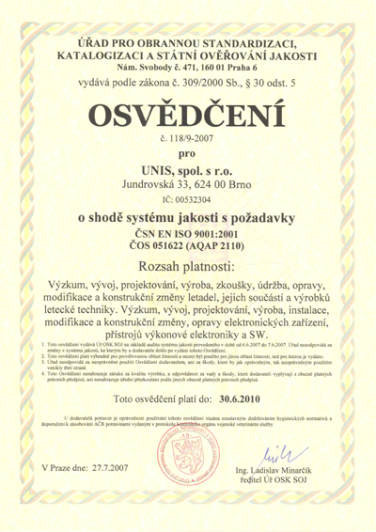 ÚŘAD PRO OBRANNOU STANDARDIZACI,
KATALOGIZACI A STÁTNÍ OVĚŘOVÁNÍ JAKOSTI
Nám. Svobody č. 471, 160 01 Praha 6
vydává podle zákona č. 309/2000 Sb., § 30 odst. 5
OSVĚDČENÍ
č. 118/9-2007
pro
UNIS, spol. s r.o.
Jundrovská 33, 624 00 Brno
IČ: 00532304
o shodě systému jakosti s požadavky
ČSN EN ISO 9001:2001
ČOS 051622 (AQAP 2110)
Rozsah platnosti:
Výzkum, vývoj, projektování, výroba, zkoušky, údržba, opravy,
modifikace a konstrukční změny letadel, jejich součástí a výrobků
letecké techniky. Výzkum, vývoj, projektování, výroba, instalace,
modifikace a konstrukční změny, opravy elektronických zařízení,
přístrojů výkonové elektroniky a SW.
Toto osvědčení platí do: 30.6.2010
V Praze dne: 27.7.2007
Ing. Ladislav Minarčík
ředitel Úř OSK SOJ